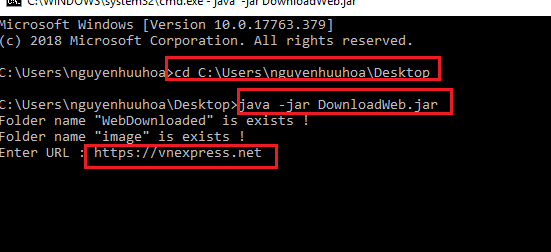 C:\WINDOWS\system32\cmd.exe - java -jar DownloadWeb.jar
Microsoft Windows [Version 10.0.17763.379]
(c) 2018 Microsoft Corporation. All rights reserved.
C:\Users\nguyenhuuhoa>cd C:\Users\nguyenhuuhoa\Desktop
C:\Users\nguyenhuuhoa\Desktop>java -jar DownloadWeb.jar
Folder name "WebDownloaded" is exists !
Folder name "image" is exists !
Enter URL : https://vnexpress.net